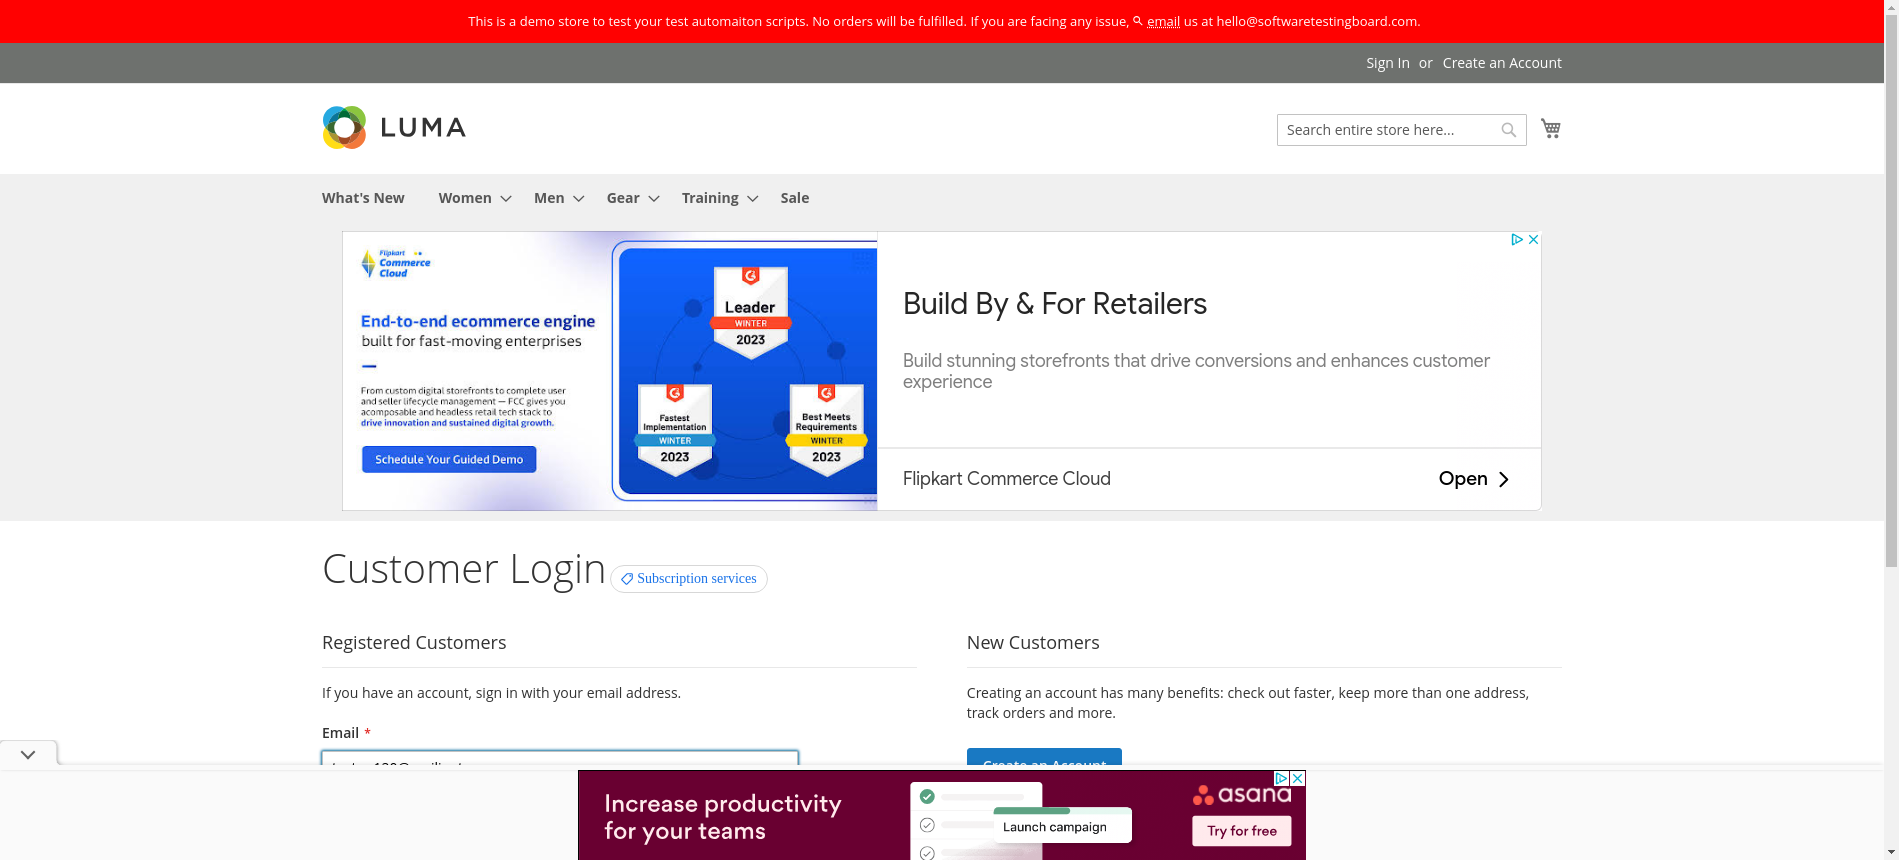 This is a demo store to test your test automaiton scripts. No orders will be fulfilled. If you are facing any issue, email us at hello@softwaretestingboard.com.
Sign In or Create an Account
LUMA
Search entire store here...
What's New Women Men Gear Training Sale
Flipkart
Commerce
Cloud
End-to-end ecommerce engine
built for fast-moving enterprises
From custom digital storefronts to complete user
and seller lifecycle management — FCC gives you
acomposable and headless retail tech stack to
drive innovation and sustained digital growth.
Schedule Your Guided Demo
Leader
WINTER
2023
Fastest
Implementation
WINTER
2023
Best Meets
Requirements
WINTER
2023
Build By & For Retailers
Build stunning storefronts that drive conversions and enhances customer
experience
Flipkart Commerce Cloud
Open
Customer Login
Subscription services
Registered Customers
If you have an account, sign in with your email address.
Email *
New Customers
Creating an account has many benefits: check out faster, keep more than one address,
track orders and more.
Create an Account
Increase productivity
for your teams
Launch campaign
asana
Try for free